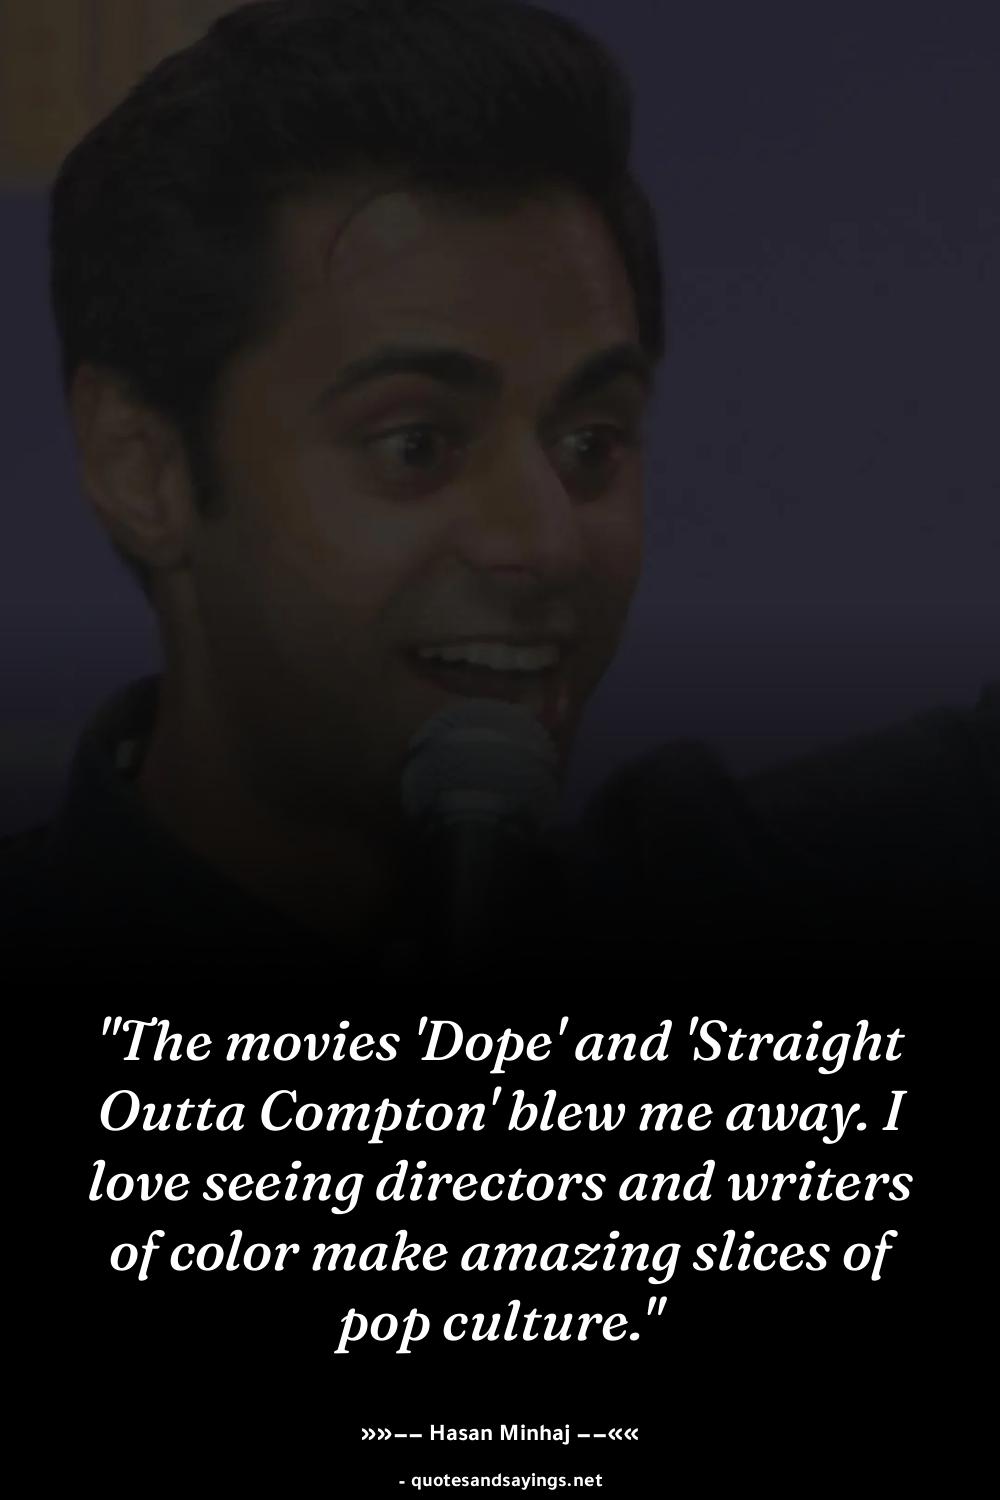 "The movies 'Dope' and 'Straight
Outta Compton' blew me away. I
love seeing directors and writers
of color make amazing slices of
pop culture."
»»−− Hasan Minhaj −−««
- quotesandsayings.net